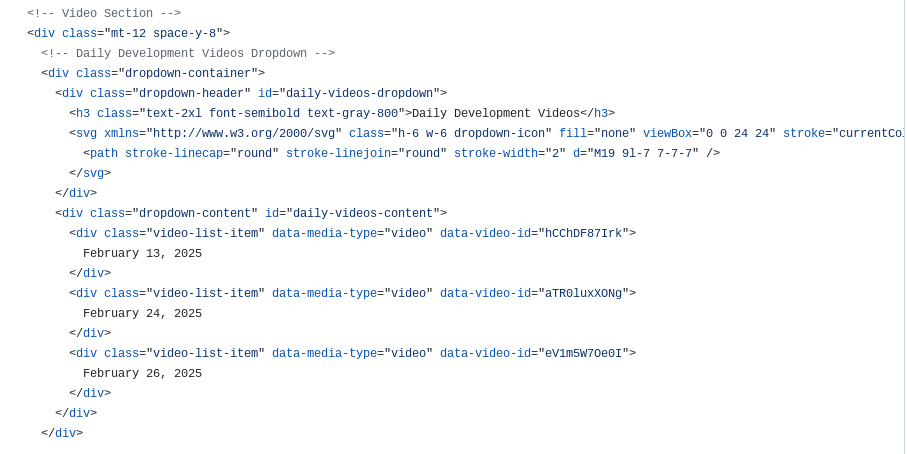 <!-- Video Section -->
<div class="mt-12 space-y-8">
<!-- Daily Development Videos Dropdown -->
<div class="dropdown-container">
<div class="dropdown-header" id="daily-videos-dropdown">
<h3 class="text-2xl font-semibold text-gray-800">Daily Development Videos</h3>
<svg xmlns="http://www.w3.org/2000/svg" class="h-6 w-6 dropdown-icon" fill="none" viewBox="0 0 24 24" stroke="currentCol
<path stroke-linecap="round" stroke-linejoin="round" stroke-width="2" d="M19 9l-7 7-7-7" />
</svg>
</div>
<div class="dropdown-content" id="daily-videos-content">
<div class="video-list-item" data-media-type="video" data-video-id="hCChDF87Irk">
February 13, 2025
</div>
<div class="video-list-item" data-media-type="video" data-video-id="aTR0luxXONg">
February 24, 2025
</div>
<div class="video-list-item" data-media-type="video" data-video-id="eV1m5W7Oe0I">
February 26, 2025
</div>
</div>
</div>